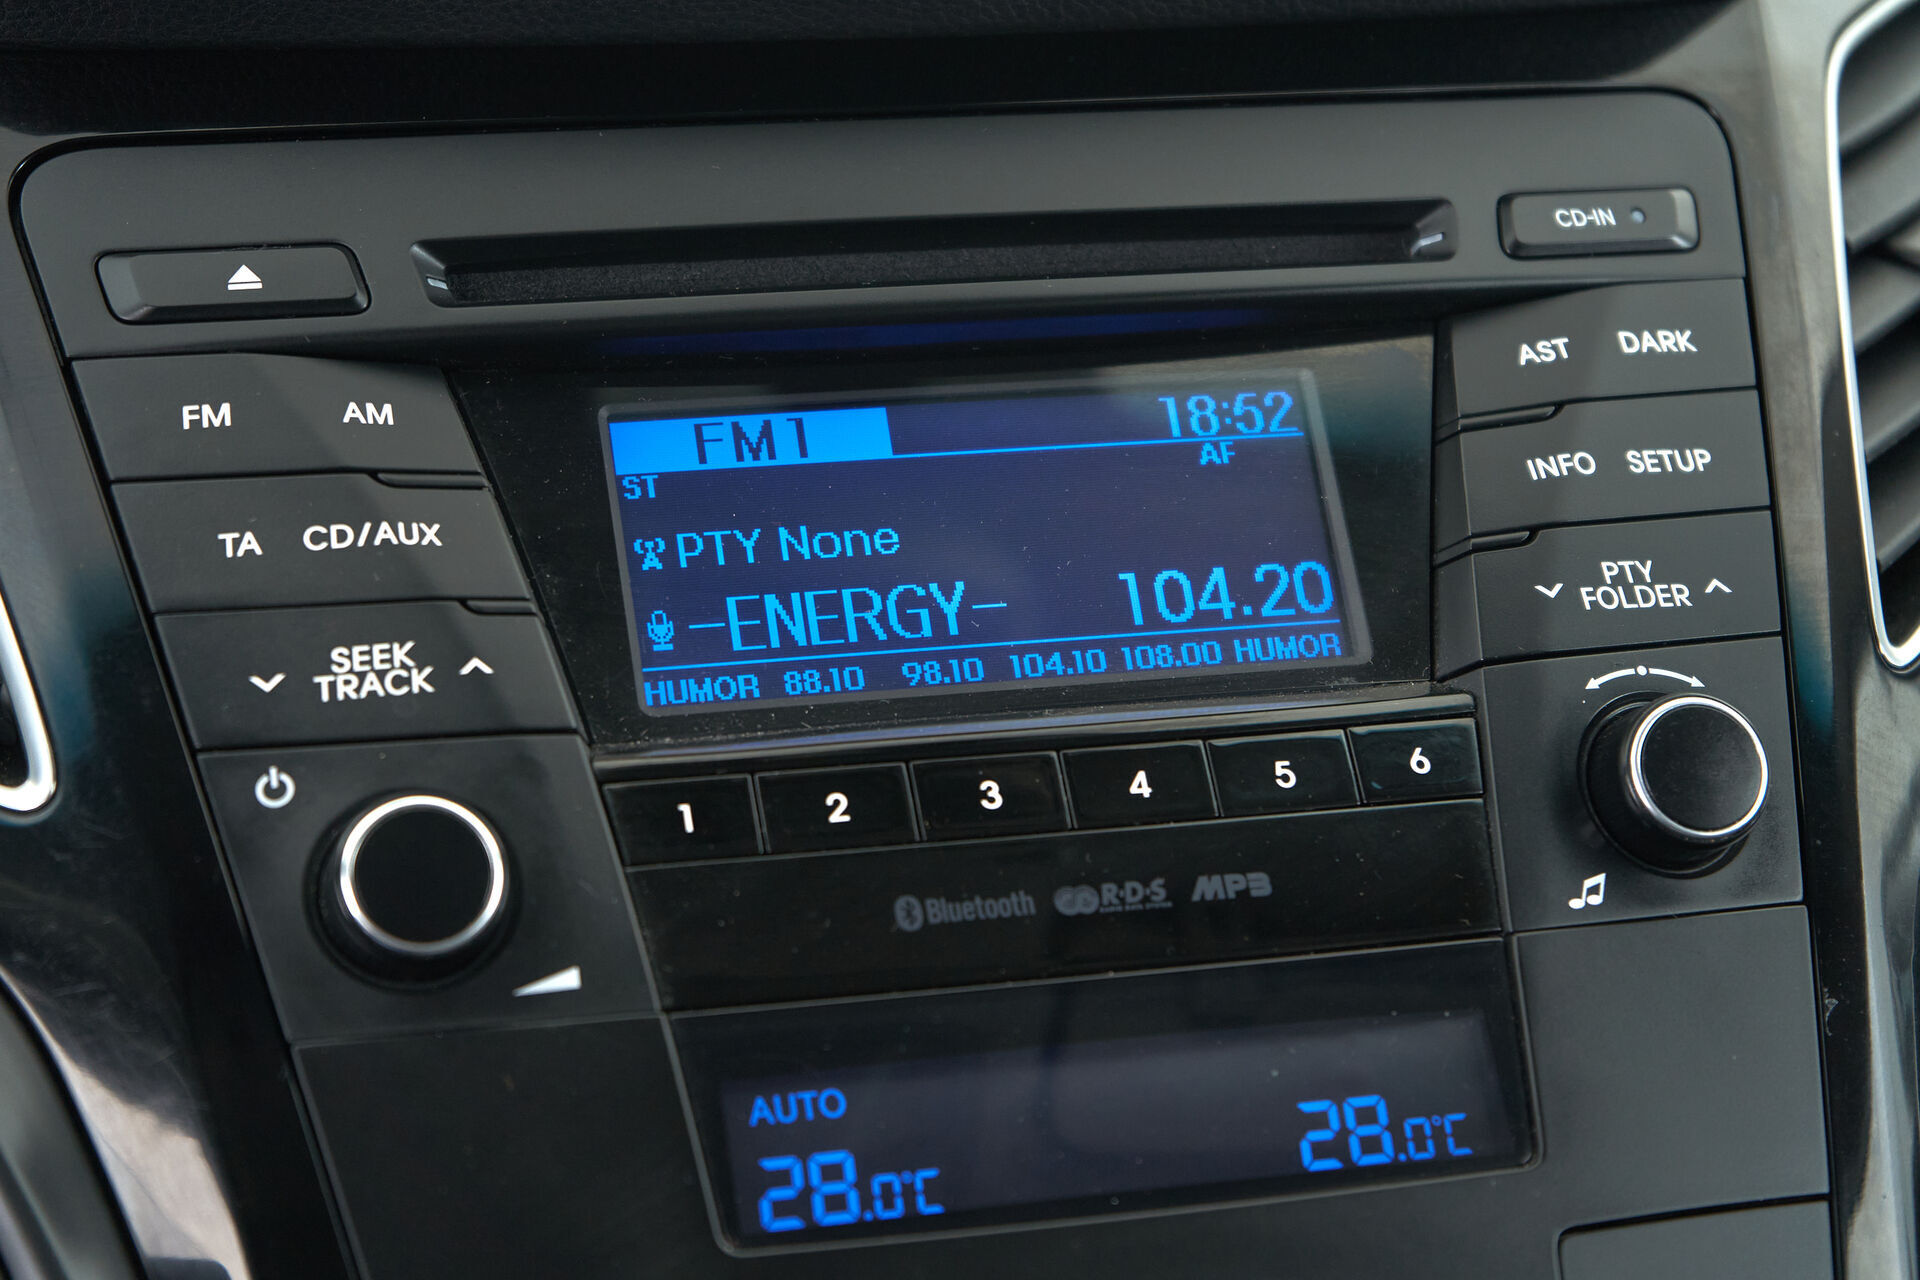 CD-IN
FM AM
AST DARK
FM1 18:52
ST AF
TA CD/AUX
INFO SETUP
PTY None
-ENERGY- 104.20
HUMOR 88.10 98.10 104.10 108.00 HUMOR
SEEK
TRACK
PTY
FOLDER
1 2 3 4 5 6
Bluetooth R·D·S MP3
AUTO
28.0°C 28.0°C